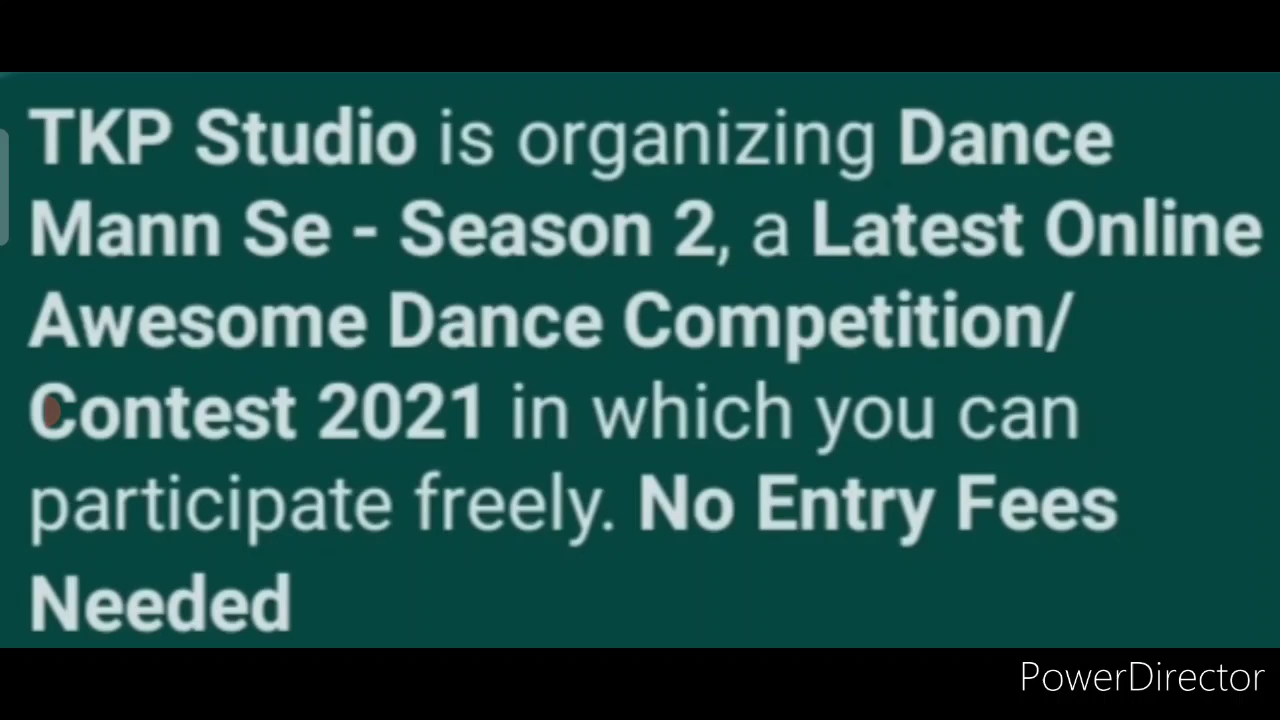 TKP Studio is organizing Dance
Mann Se - Season 2, a Latest Online
Awesome Dance Competition/
Contest 2021 in which you can
participate freely. No Entry Fees
Needed
PowerDirector